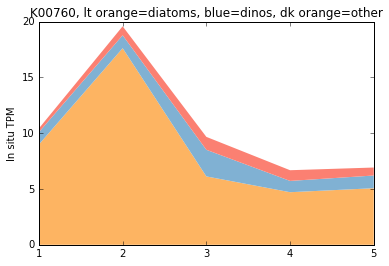 K00760, lt orange=diatoms, blue=dinos, dk orange=other
20
15
10
5
0
In situ TPM
1 2 3 4 5